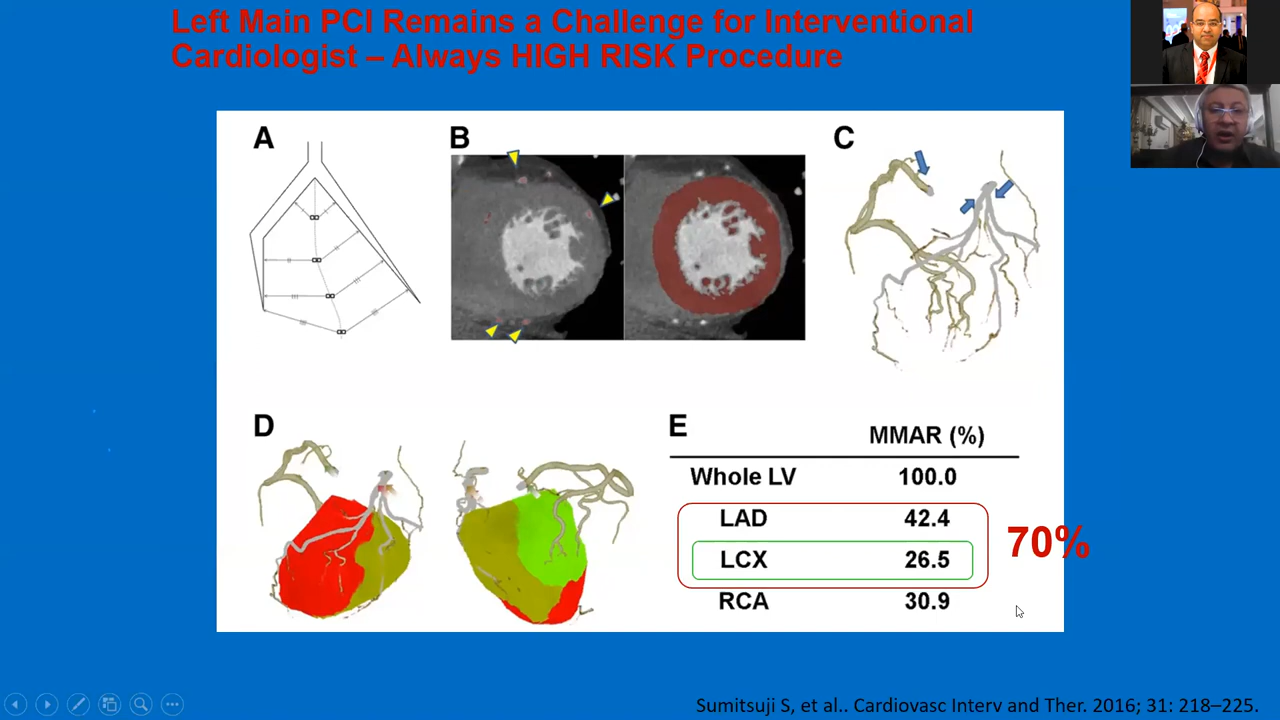 Left Main PCI Remains a Challenge for Interventional
Cardiologist – Always HIGH RISK Procedure
A
B
C
D
E
MMAR (%)
Whole LV 100.0
LAD 42.4
LCX 26.5
RCA 30.9
70%
Sumitsuji S, et al.. Cardiovasc Interv and Ther. 2016; 31: 218–225.